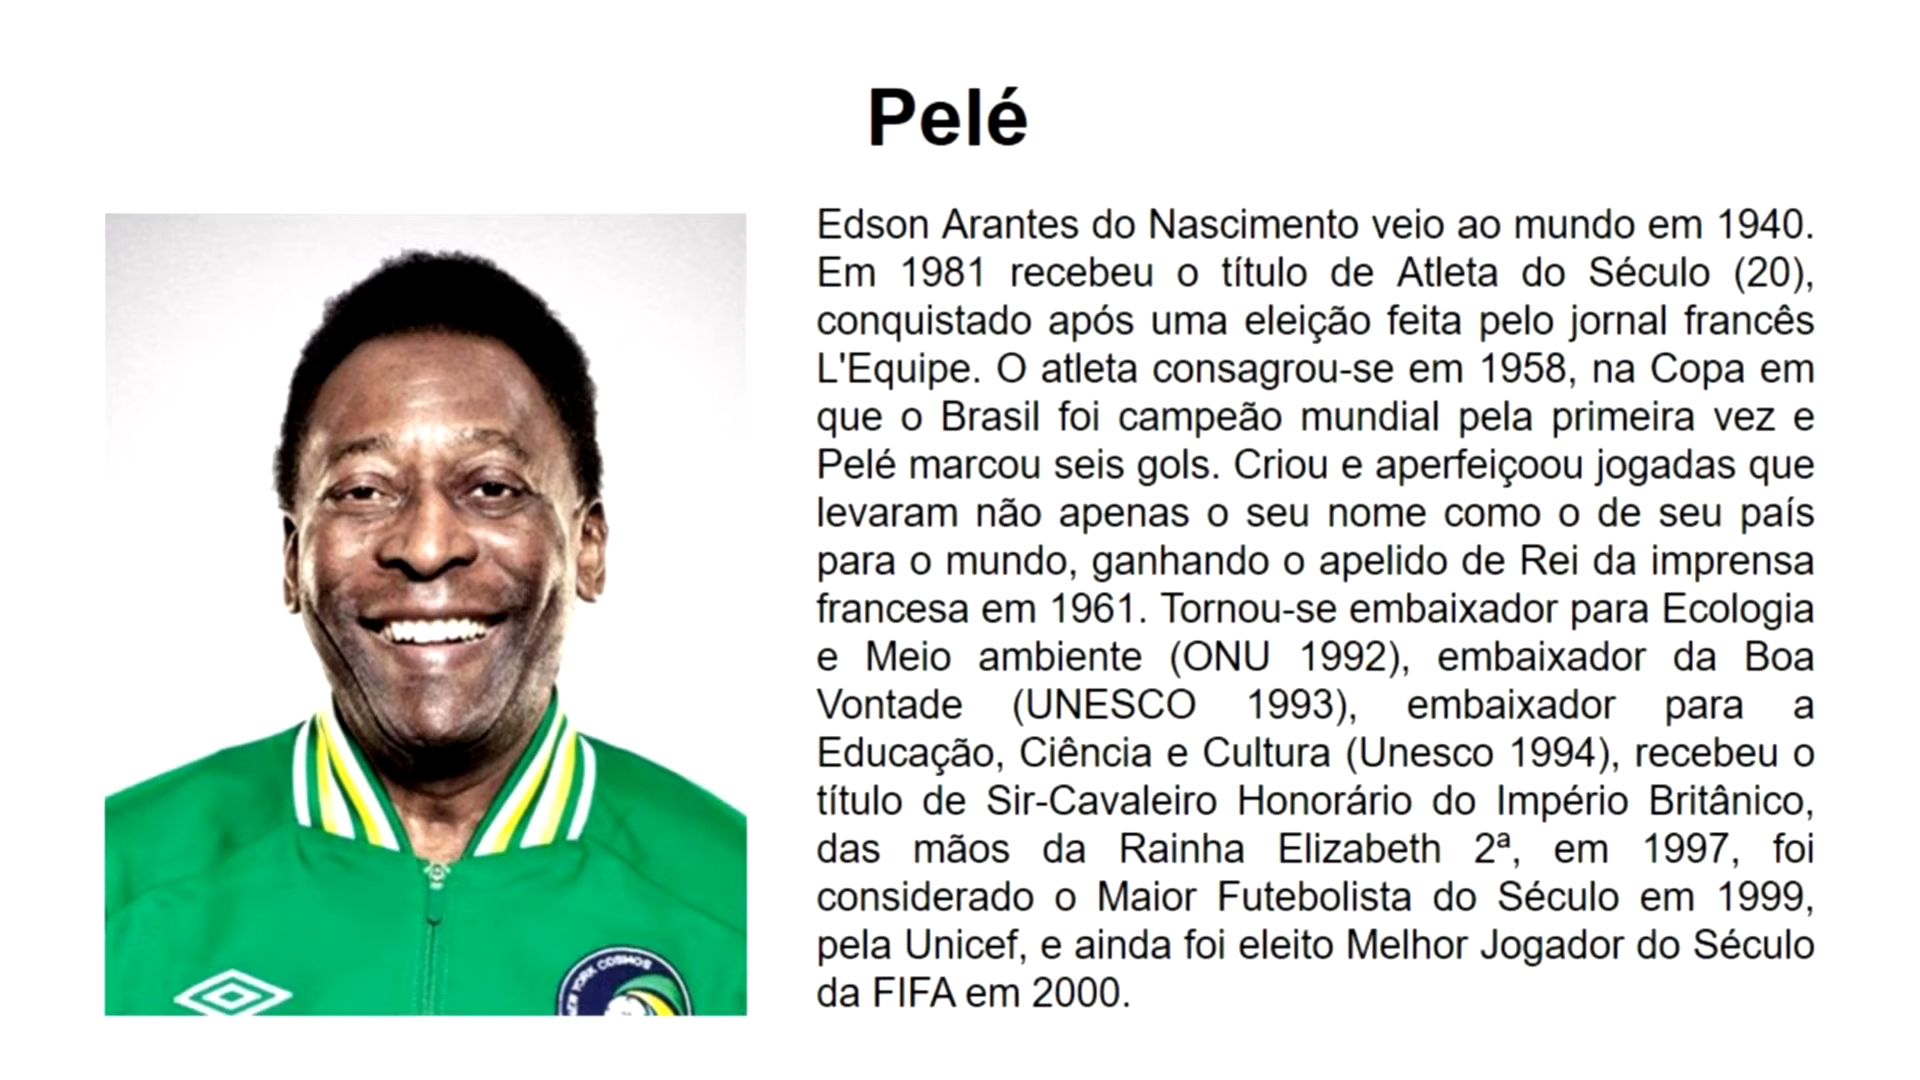 Pelé
Edson Arantes do Nascimento veio ao mundo em 1940.
Em 1981 recebeu o título de Atleta do Século (20),
conquistado após uma eleição feita pelo jornal francês
L'Equipe. O atleta consagrou-se em 1958, na Copa em
que o Brasil foi campeão mundial pela primeira vez e
Pelé marcou seis gols. Criou e aperfeiçoou jogadas que
levaram não apenas o seu nome como o de seu país
para o mundo, ganhando o apelido de Rei da imprensa
francesa em 1961. Tornou-se embaixador para Ecologia
e Meio ambiente (ONU 1992), embaixador da Boa
Vontade (UNESCO 1993), embaixador para a
Educação, Ciência e Cultura (Unesco 1994), recebeu o
título de Sir-Cavaleiro Honorário do Império Britânico,
das mãos da Rainha Elizabeth 2ª, em 1997, foi
considerado o Maior Futebolista do Século em 1999,
pela Unicef, e ainda foi eleito Melhor Jogador do Século
da FIFA em 2000.
NEW YORK COSMOS